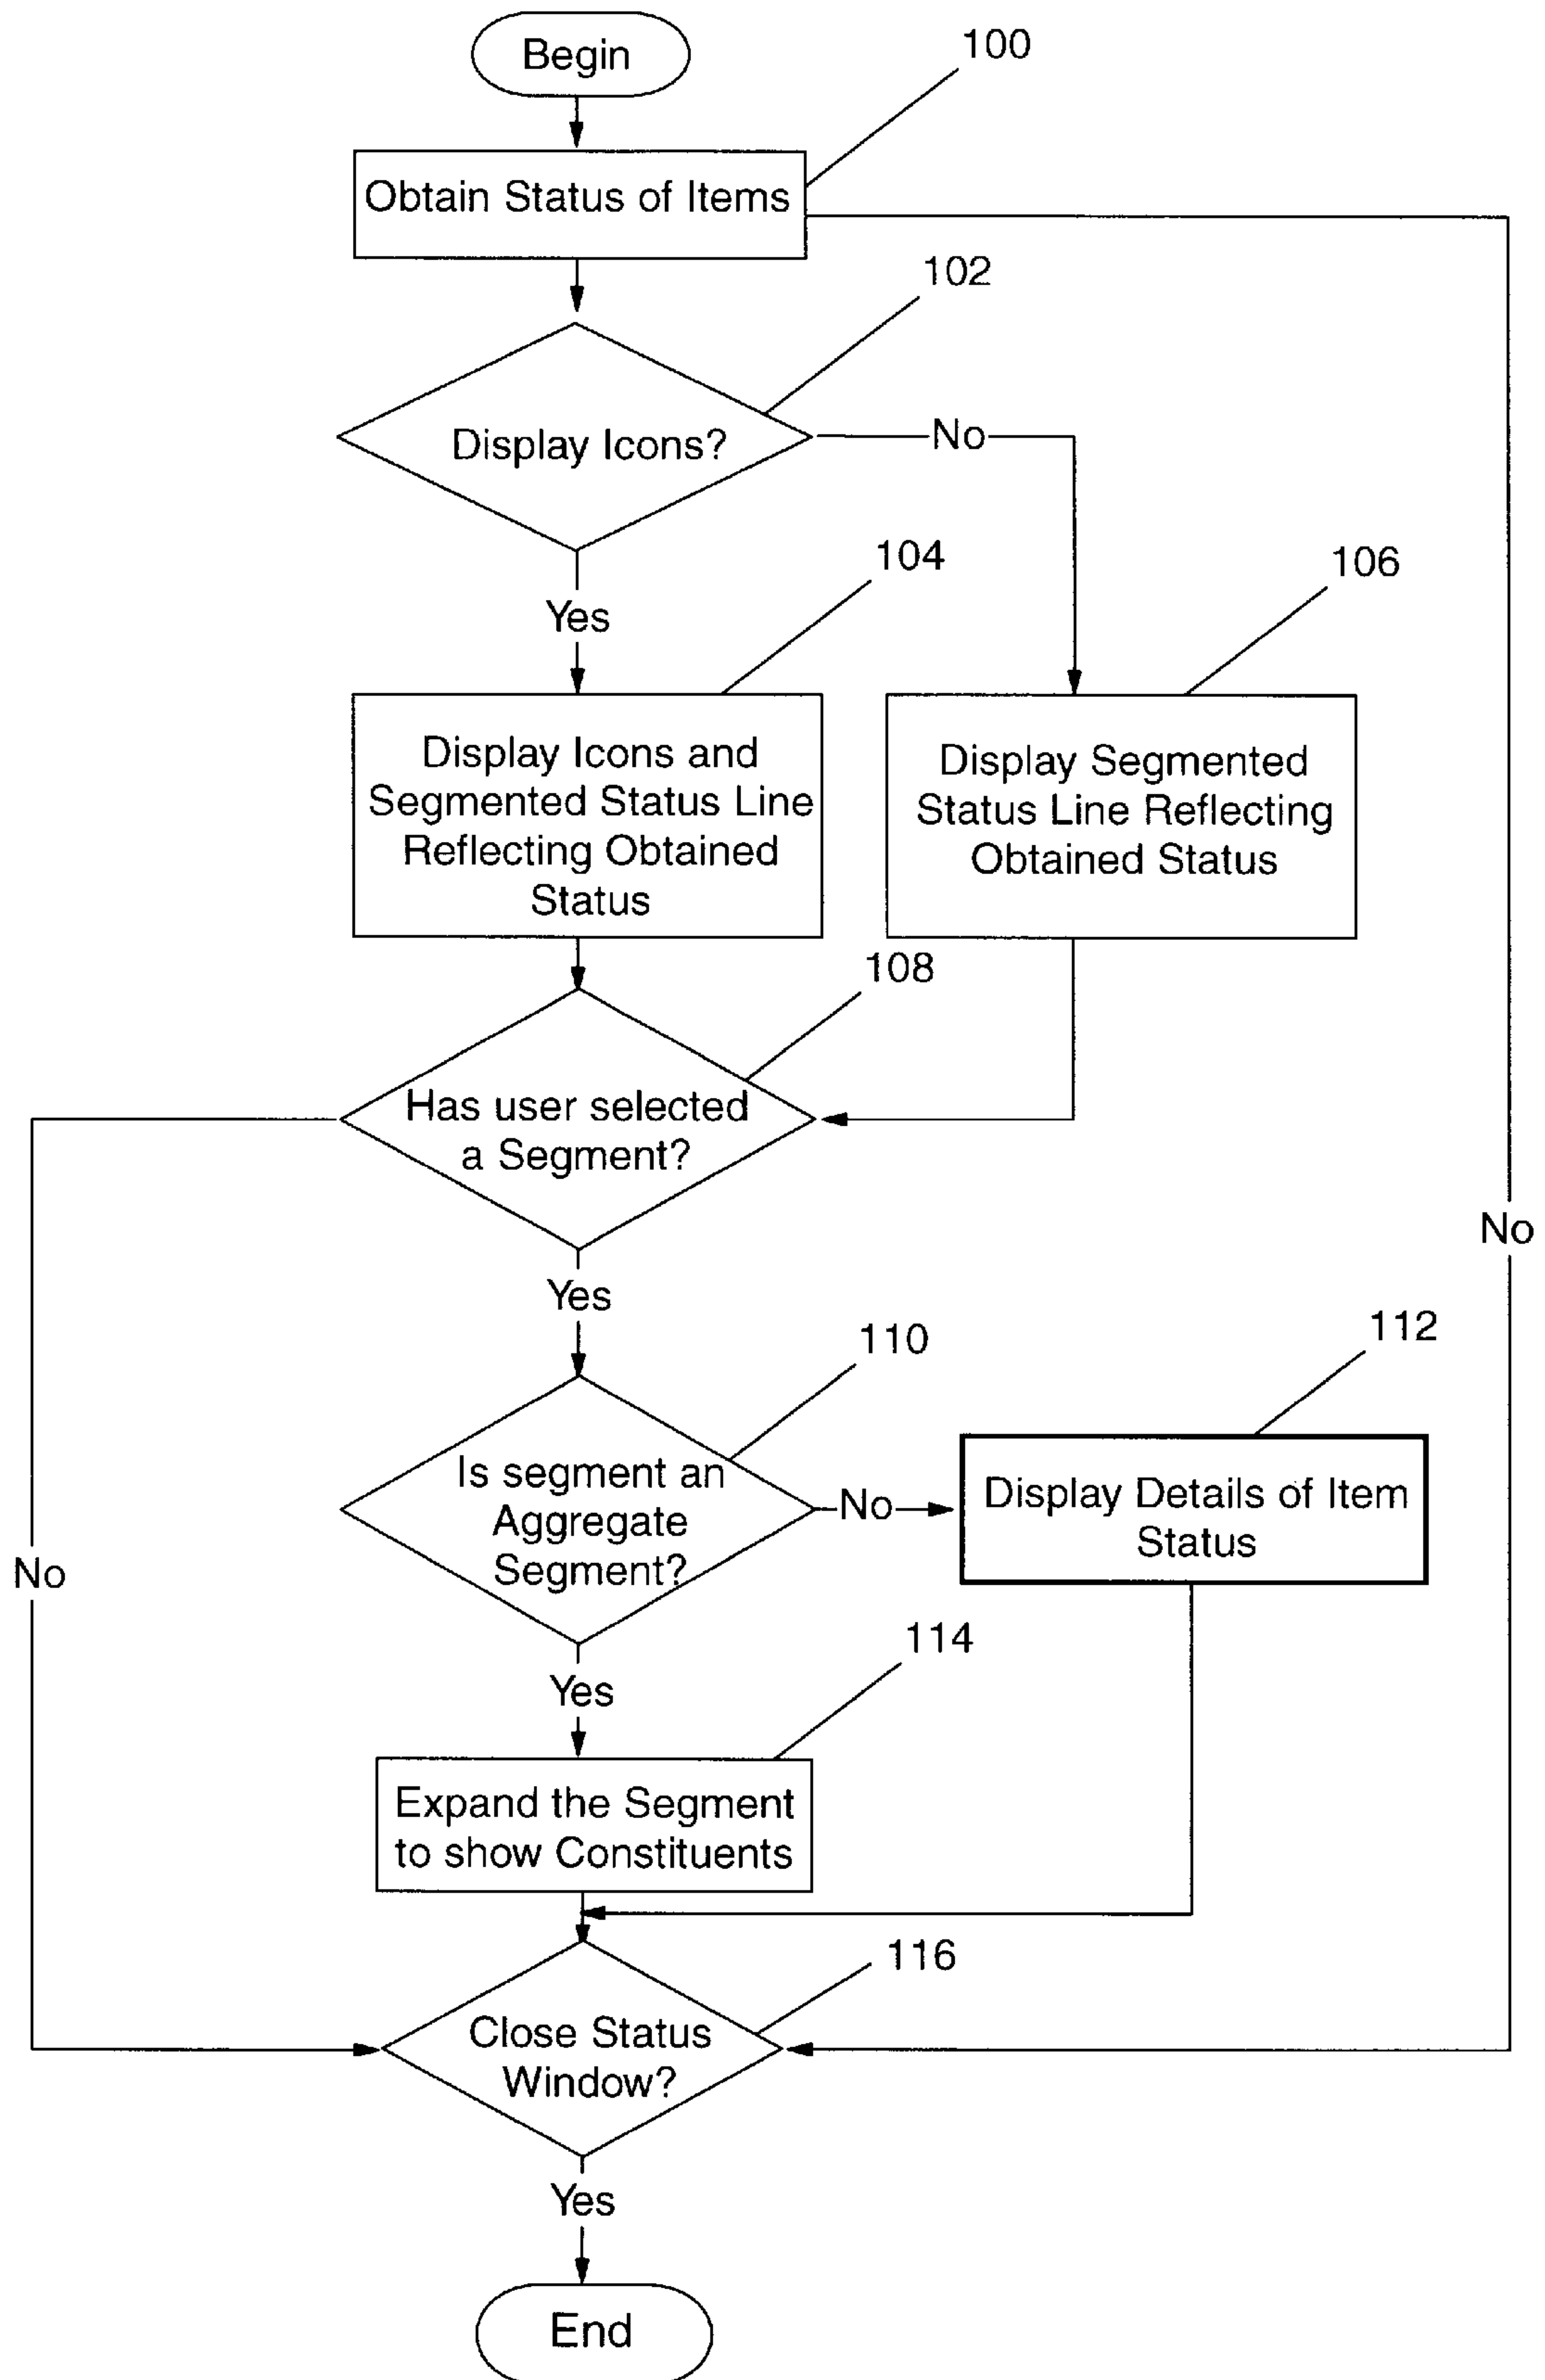 Begin
100
Obtain Status of Items
102
Display Icons?
No
104
106
Yes
Display Icons and
Segmented Status Line
Reflecting Obtained
Status
Display Segmented
Status Line Reflecting
Obtained Status
108
Has user selected
a Segment?
No
Yes
110
112
Is segment an
Aggregate
Segment?
No
Display Details of Item
Status
No
114
Yes
Expand the Segment
to show Constituents
116
Close Status
Window?
Yes
End